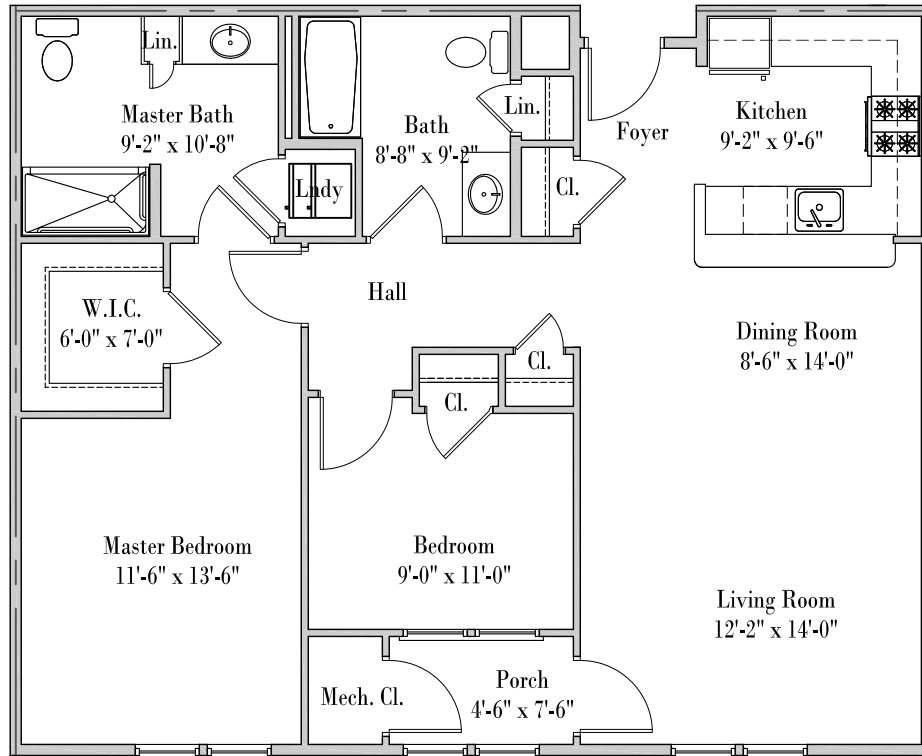 Lin.
Master Bath
9'-2" x 10'-8"
Lndy
Bath
8'-8" x 9'-2"
Lin.
Cl.
Foyer
Kitchen
9'-2" x 9'-6"
W.I.C.
6'-0" x 7'-0"
Hall
Cl.
Cl.
Dining Room
8'-6" x 14'-0"
Master Bedroom
11'-6" x 13'-6"
Bedroom
9'-0" x 11'-0"
Living Room
12'-2" x 14'-0"
Mech. Cl.
Porch
4'-6" x 7'-6"